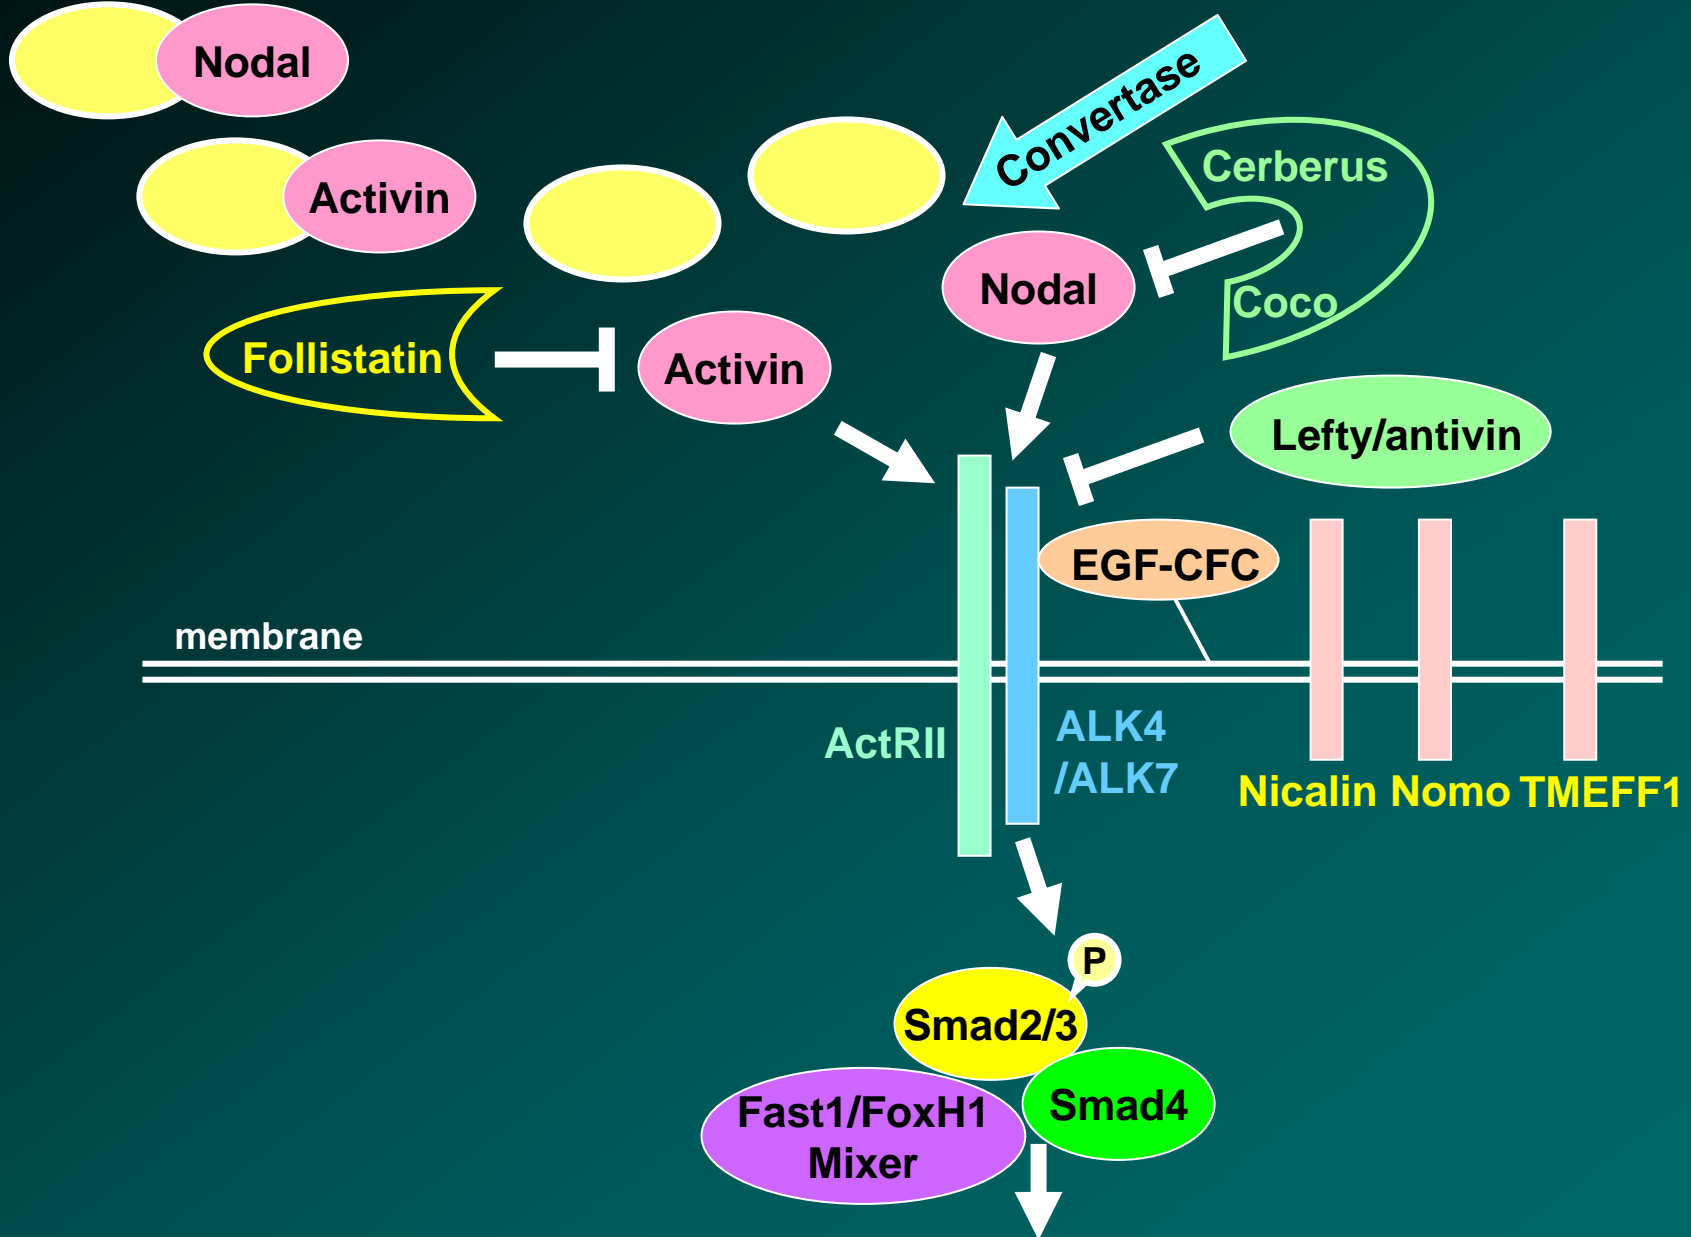 Nodal
Convertase
Activin
Cerberus
Nodal
Coco
Follistatin
Activin
Lefty/antivin
EGF-CFC
membrane
ActRII
ALK4
/ALK7
Nicalin
Nomo
TMEFF1
P
Smad2/3
Smad4
Fast1/FoxH1
Mixer